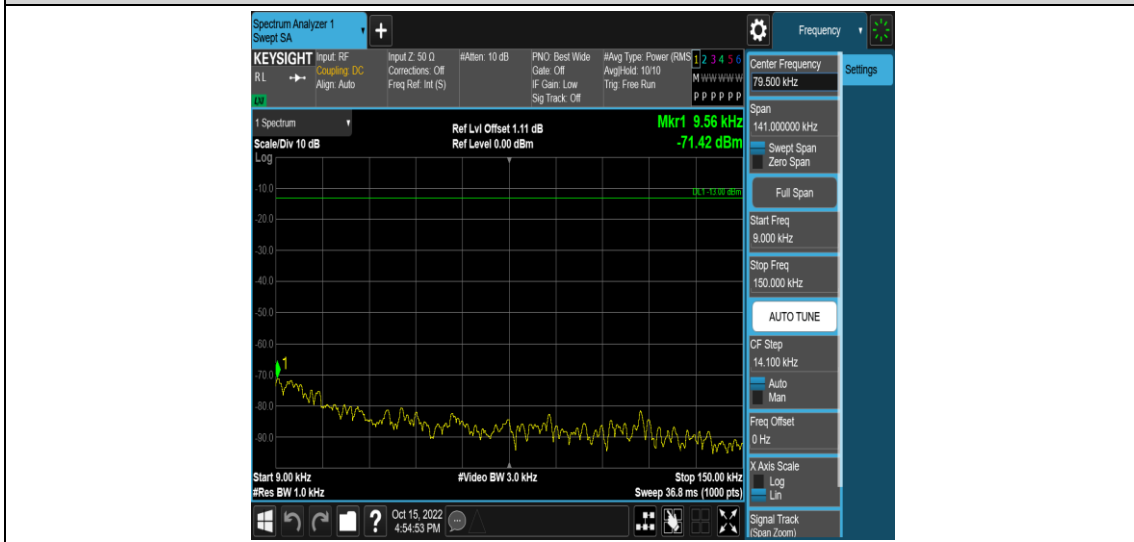 Spectrum Analyzer 1
Swept SA
+
Frequency
KEYSIGHT
RL
LXI
Input: RF
Coupling: DC
Align: Auto
Input Z: 50 Ω
Corrections: Off
Freq Ref: Int (S)
#Atten: 10 dB
PNO: Best Wide
Gate: Off
IF Gain: Low
Sig Track: Off
#Avg Type: Power (RMS
Avg|Hold: 10/10
Trig: Free Run
1 2 3 4 5 6
M W W W W W
P P P P P P
1 Spectrum
Scale/Div 10 dB
Ref Lvl Offset 1.11 dB
Ref Level 0.00 dBm
Mkr1 9.56 kHz
-71.42 dBm
Log
-10.0
DL1 -13.00 dBm
-20.0
-30.0
-40.0
-50.0
-60.0
1
-70.0
-80.0
-90.0
Start 9.00 kHz
#Res BW 1.0 kHz
#Video BW 3.0 kHz
Stop 150.00 kHz
Sweep 36.8 ms (1000 pts)
?
Oct 15, 2022
4:54:53 PM
Center Frequency
79.500 kHz
Settings
Span
141.000000 kHz
Swept Span
Zero Span
Full Span
Start Freq
9.000 kHz
Stop Freq
150.000 kHz
AUTO TUNE
CF Step
14.100 kHz
Auto
Man
Freq Offset
0 Hz
X Axis Scale
Log
Lin
Signal Track
(Span Zoom)